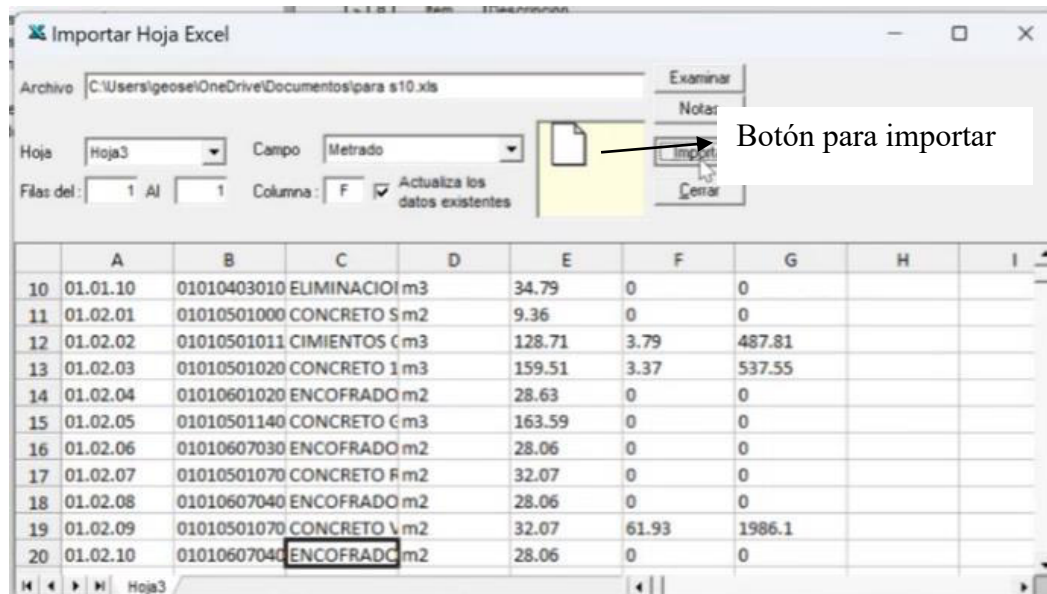 Item Descripcion
Importar Hoja Excel
Archivo C:\Users\geose\OneDrive\Documentos\para s10.xls Examinar
Notas
Botón para importar
Hoja Hoja3 Campo Metrado
Filas del: 1 Al 1 Columna: F Actualiza los datos existentes Cerrar
A B C D E F G H I
10 01.01.10 01010403010 ELIMINACIO m3 34.79 0 0
11 01.02.01 01010501000 CONCRETO S m2 9.36 0 0
12 01.02.02 01010501011 CIMIENTOS C m3 128.71 3.79 487.81
13 01.02.03 01010501020 CONCRETO 1 m3 159.51 3.37 537.55
14 01.02.04 01010601020 ENCOFRADO m2 28.63 0 0
15 01.02.05 01010501140 CONCRETO C m3 163.59 0 0
16 01.02.06 01010607030 ENCOFRADO m2 28.06 0 0
17 01.02.07 01010501070 CONCRETO R m2 32.07 0 0
18 01.02.08 01010607040 ENCOFRADO m2 28.06 0 0
19 01.02.09 01010501070 CONCRETO V m2 32.07 61.93 1986.1
20 01.02.10 01010607040 ENCOFRADO m2 28.06 0 0
Hoja3